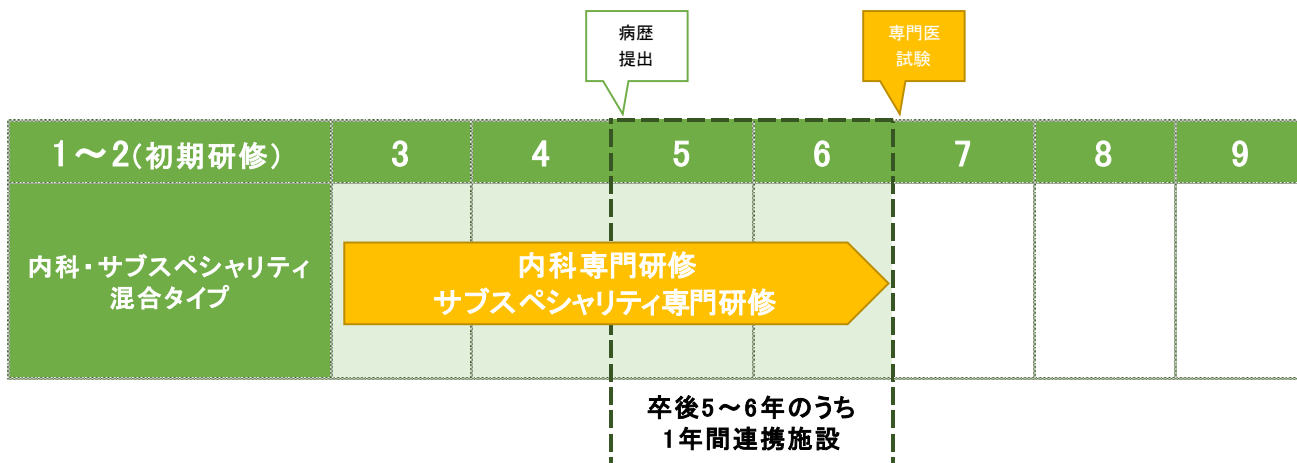 病歴
提出
専門医
試験
1～2（初期研修）
3
4
5
6
7
8
9
内科・サブスペシャリティ
混合タイプ
内科専門研修
サブスペシャリティ専門研修
卒後5～6年のうち
1年間連携施設